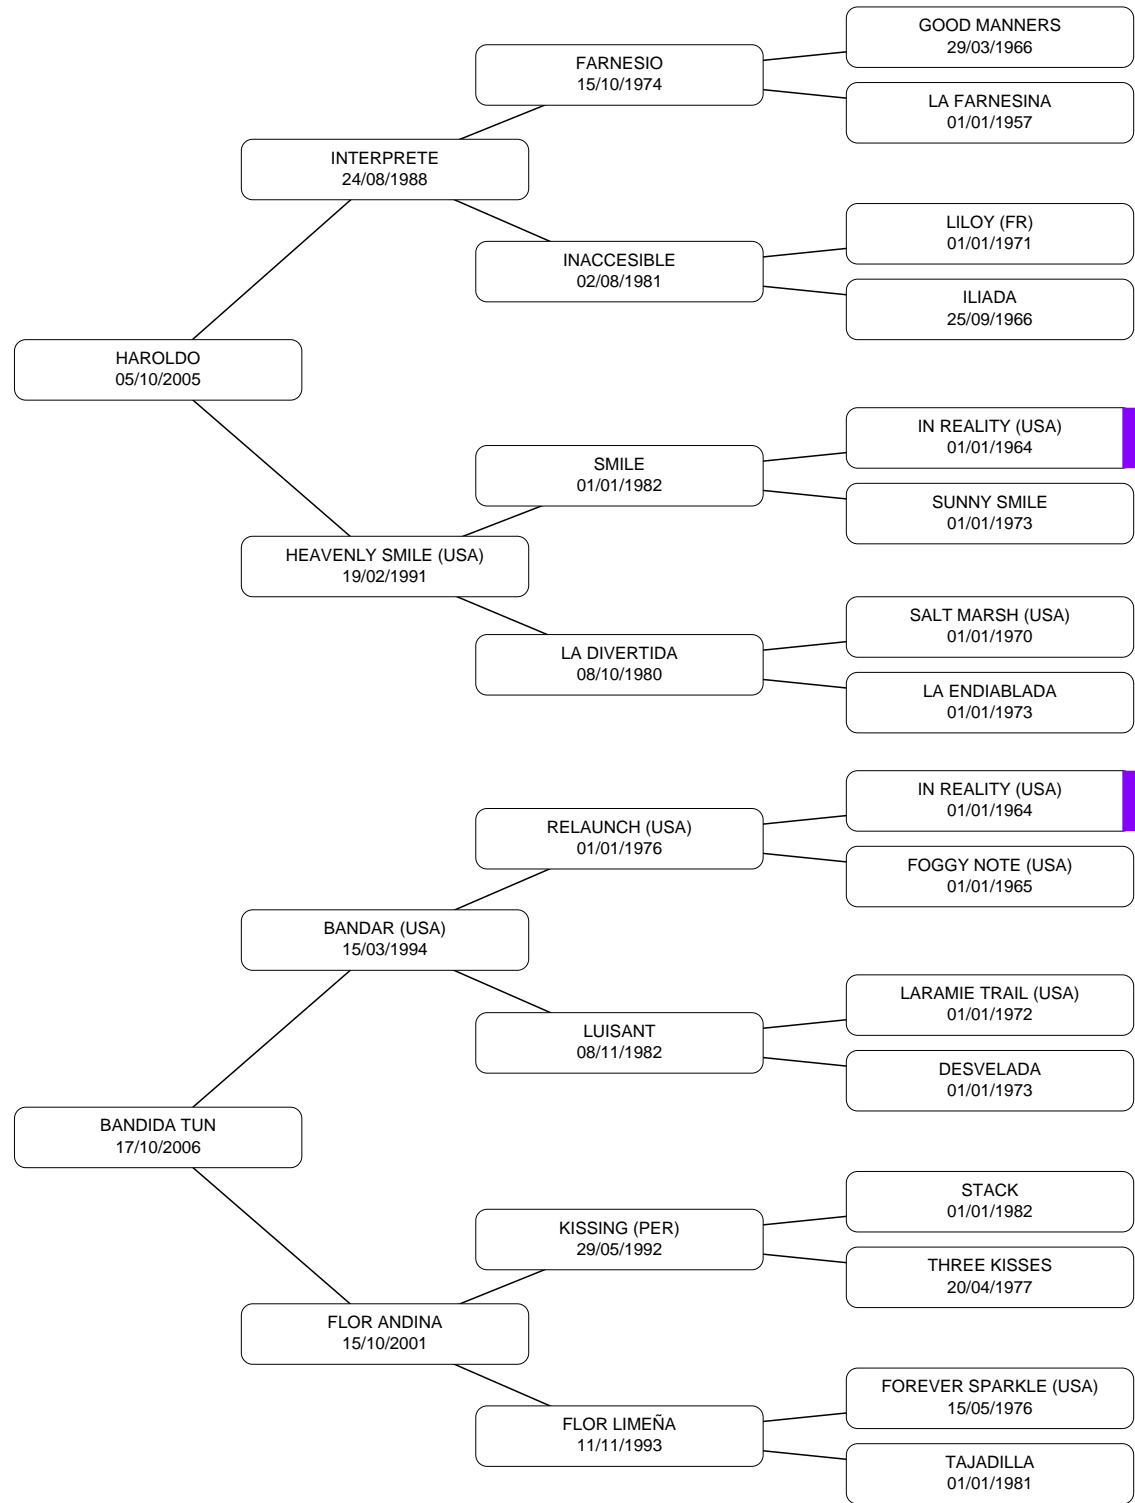 GOOD MANNERS
29/03/1966
FARNESIO
15/10/1974
LA FARNESINA
01/01/1957
INTERPRETE
24/08/1988
LILOY (FR)
01/01/1971
INACCESIBLE
02/08/1981
ILIADA
25/09/1966
HAROLDO
05/10/2005
IN REALITY (USA)
01/01/1964
SMILE
01/01/1982
SUNNY SMILE
01/01/1973
HEAVENLY SMILE (USA)
19/02/1991
SALT MARSH (USA)
01/01/1970
LA DIVERTIDA
08/10/1980
LA ENDIABLADA
01/01/1973
IN REALITY (USA)
01/01/1964
RELAUNCH (USA)
01/01/1976
FOGGY NOTE (USA)
01/01/1965
BANDAR (USA)
15/03/1994
LARAMIE TRAIL (USA)
01/01/1972
LUISANT
08/11/1982
DESVELADA
01/01/1973
BANDIDA TUN
17/10/2006
STACK
01/01/1982
KISSING (PER)
29/05/1992
THREE KISSES
20/04/1977
FLOR ANDINA
15/10/2001
FOREVER SPARKLE (USA)
15/05/1976
FLOR LIMEÑA
11/11/1993
TAJADILLA
01/01/1981